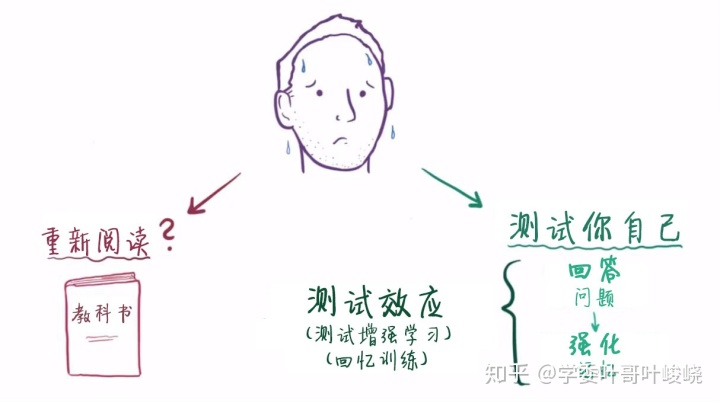 重新阅读?
教科书
测试效应
(测试增强学习)
(回忆训练)
测试你自己
回答
问题
强化
知乎 @学委叶哥叶峻峣